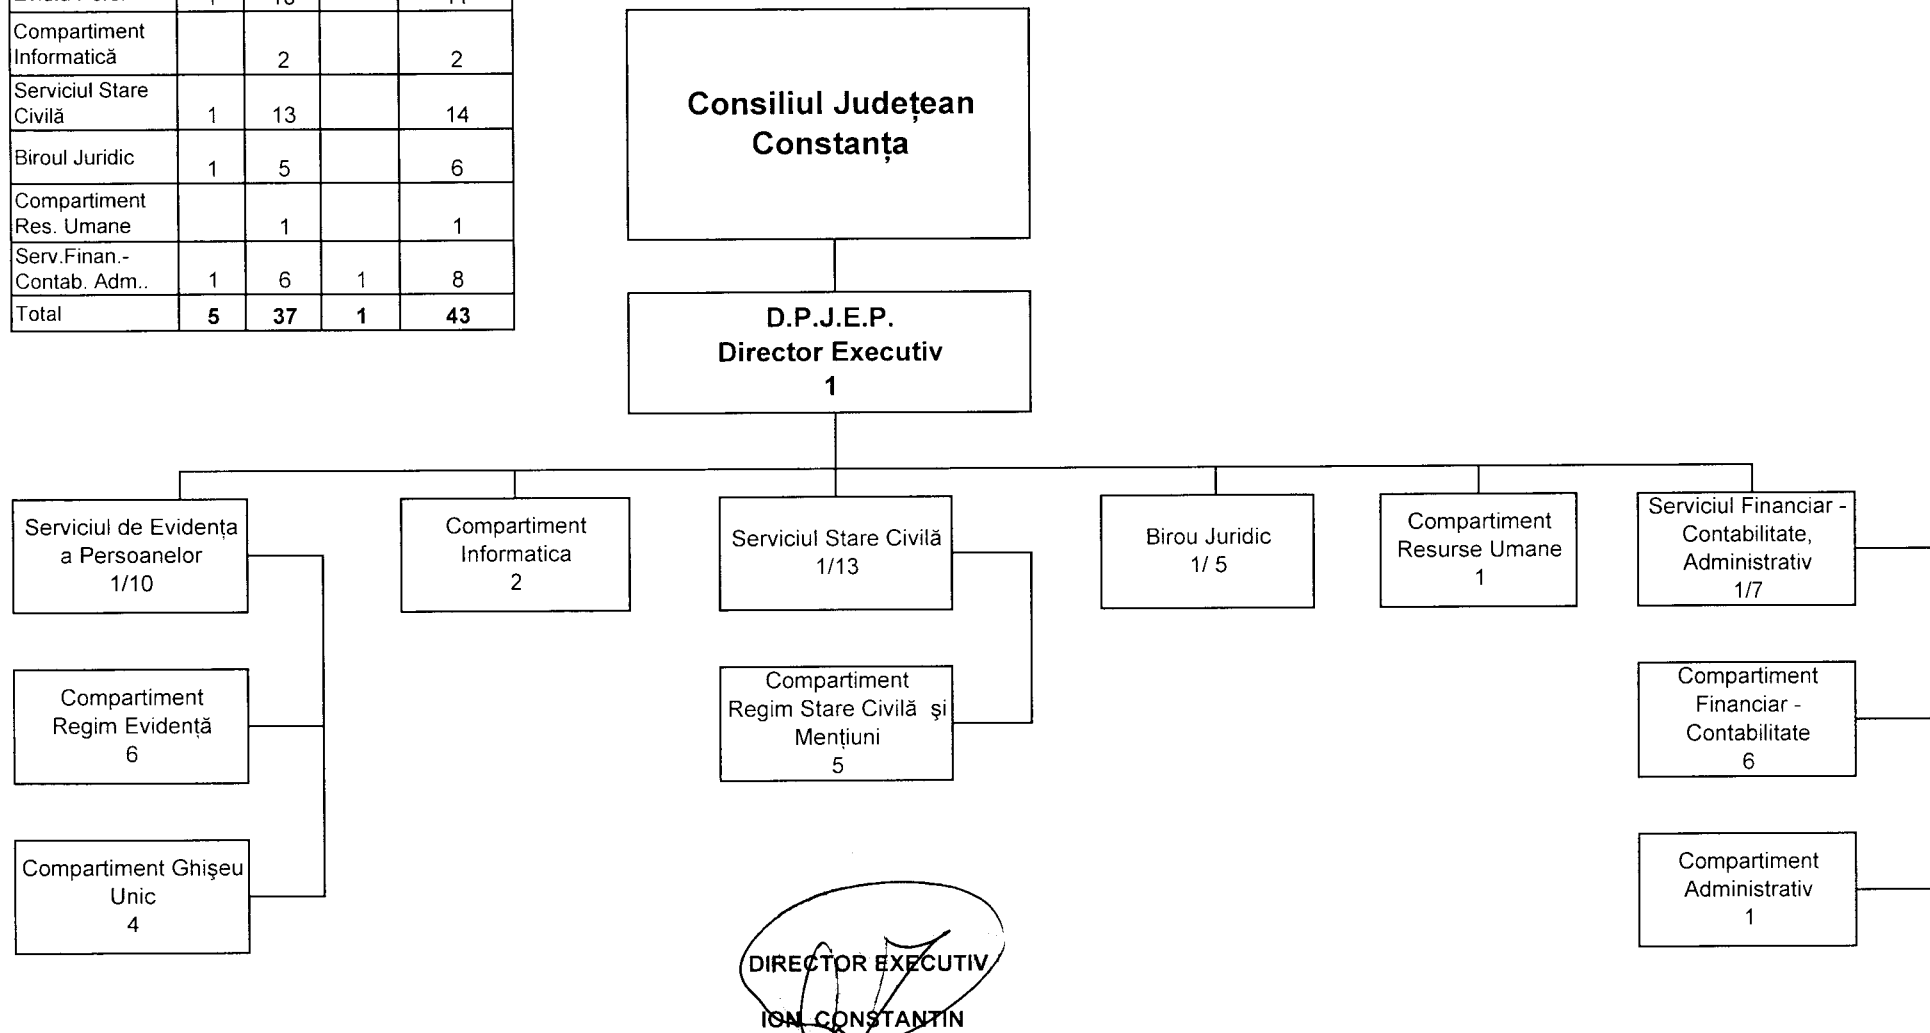 Compartiment
Informatică 2 2
Serviciul Stare
Civilă 1 13 14
Biroul Juridic 1 5 6
Compartiment
Res. Umane 1 1
Serv.Finan.-
Contab. Adm.. 1 6 1 8
Total 5 37 1 43
Consiliul Județean
Constanța
D.P.J.E.P.
Director Executiv
1
Serviciul de Evidența
a Persoanelor
1/10
Compartiment
Informatica
2
Serviciul Stare Civilă
1/13
Birou Juridic
1/ 5
Compartiment
Resurse Umane
1
Serviciul Financiar -
Contabilitate,
Administrativ
1/7
Compartiment
Regim Evidență
6
Compartiment
Regim Stare Civilă şi
Mențiuni
5
Compartiment
Financiar -
Contabilitate
6
Compartiment Ghişeu
Unic
4
Compartiment
Administrativ
1
DIRECTOR EXECUTIV
ION CONSTANTIN